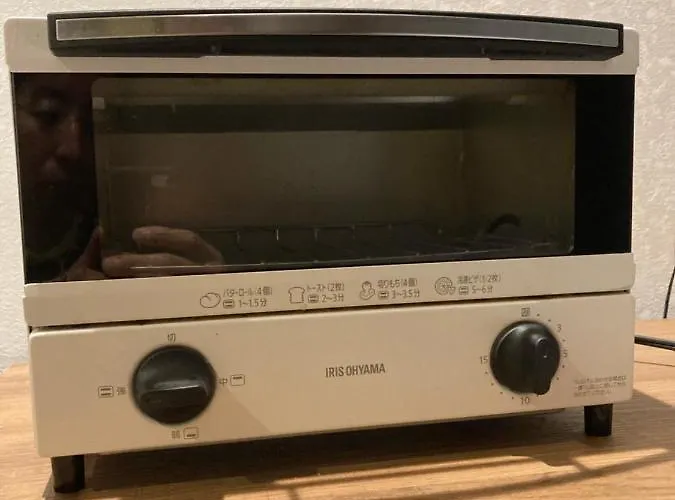 バターロール(4個)
1〜1.5分
トースト(2枚)
2〜3分
切りもち(4個)
3〜3.5分
冷凍ピザ(1/2枚)
5〜6分
切
強
中
弱
IRIS OHYAMA
3
5
10
15